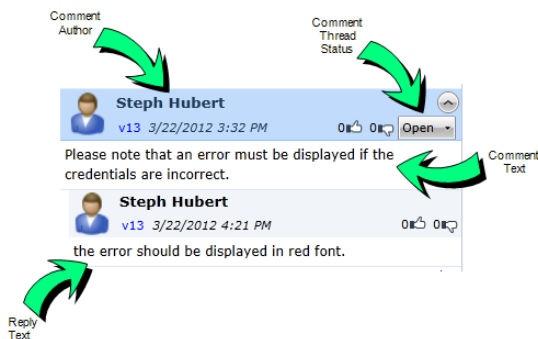 Comment
Author
Comment
Thread
Status
Steph Hubert
v13 3/22/2012 3:32 PM 0 0 Open
Please note that an error must be displayed if the
credentials are incorrect.
Comment
Text
Steph Hubert
v13 3/22/2012 4:21 PM 0 0
the error should be displayed in red font.
Reply
Text